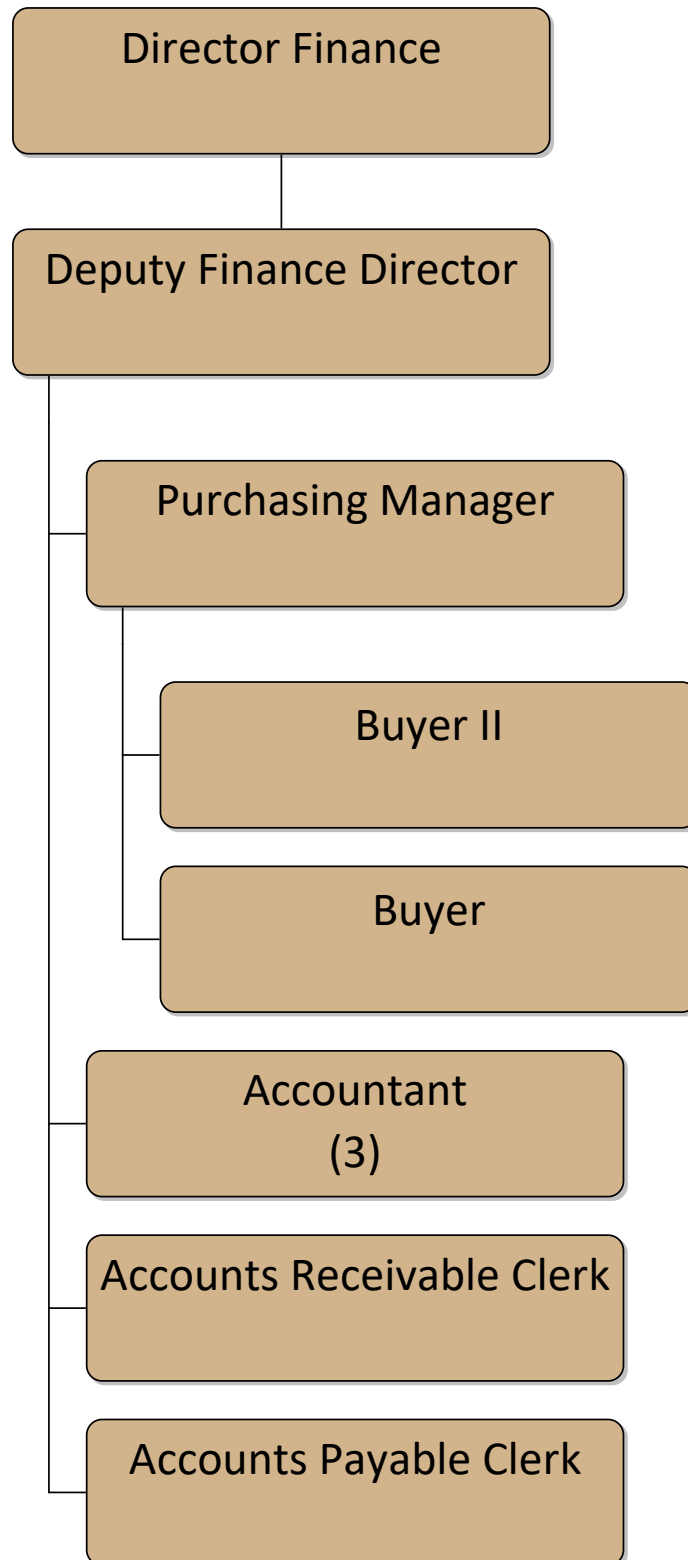 Director Finance
Deputy Finance Director
Purchasing Manager
Buyer II
Buyer
Accountant
(3)
Accounts Receivable Clerk
Accounts Payable Clerk